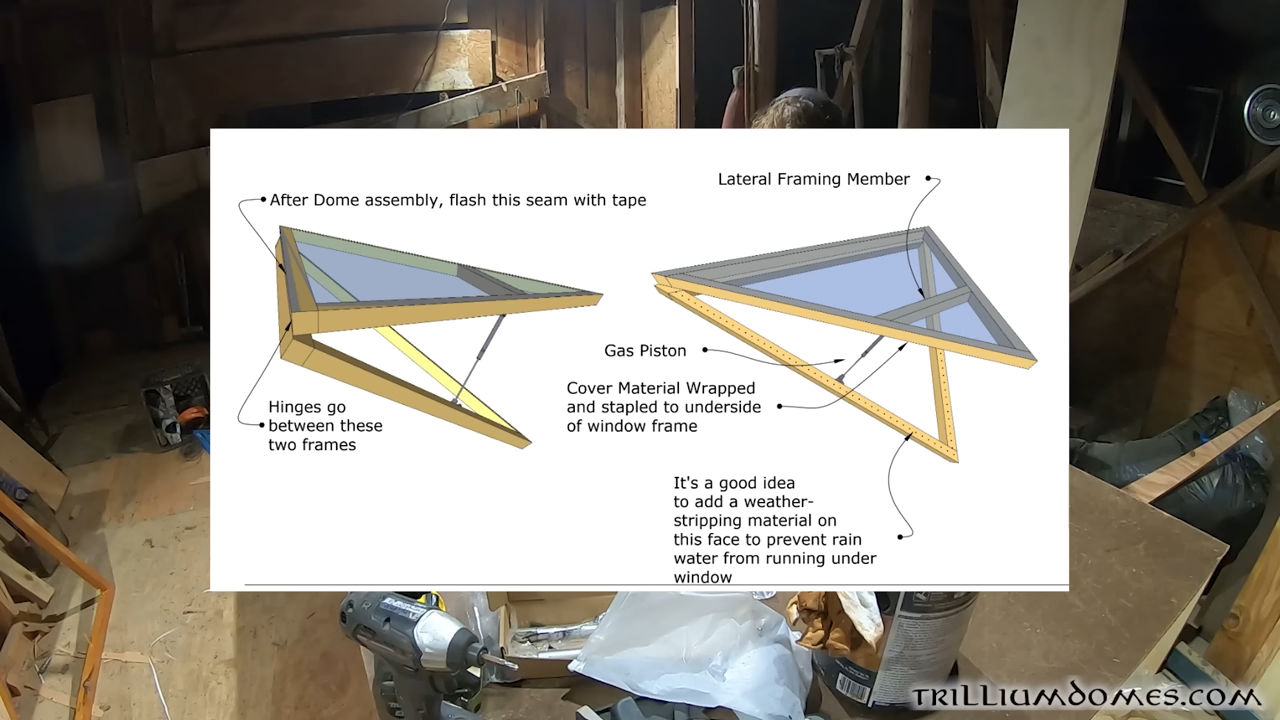 Lateral Framing Member
After Dome assembly, flash this seam with tape
Gas Piston
Cover Material Wrapped
and stapled to underside
of window frame
Hinges go
between these
two frames
It's a good idea
to add a weather-
stripping material on
this face to prevent rain
water from running under
window
TRILLIUMDOMES.COM